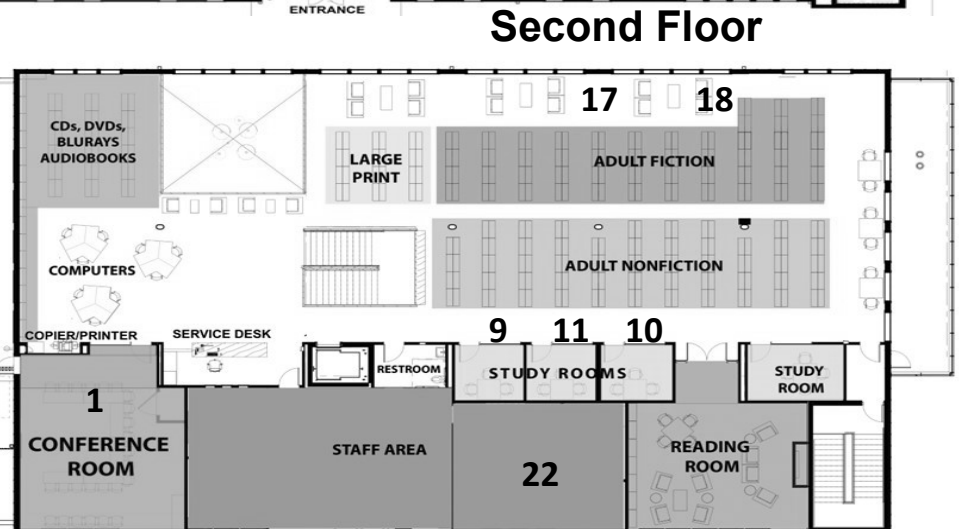 ENTRANCE
Second Floor
17
18
CDs, DVDs,
BLURAYS
AUDIOBOOKS
LARGE
PRINT
ADULT FICTION
COMPUTERS
ADULT NONFICTION
COPIER/PRINTER
SERVICE DESK
9
11
10
RESTROOM
STUDY ROOMS
STUDY
ROOM
1
CONFERENCE
ROOM
STAFF AREA
22
READING
ROOM